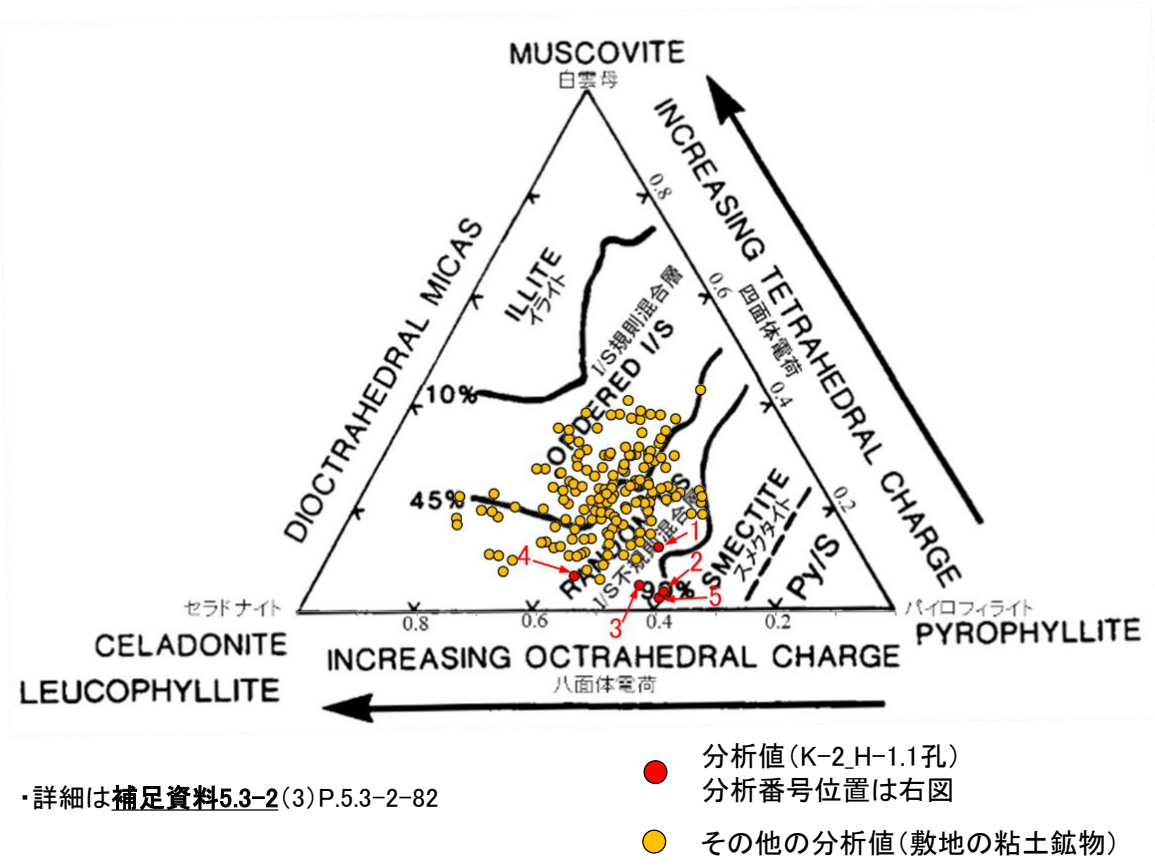 MUSCOVITE
白雲母
INCREASING TETRAHEDRAL CHARGE
四面体電荷
DIOCTRAHEDRAL MICAS
0.8
0.6
0.4
0.2
ILLITE
イライト
I/S規則混合層
ORDERED I/S
10%
45%
I/S不規則混合層
90%
SMECTITE
スメクタイト
Py/S
1
2
3
4
5
セラドナイト
CELADONITE
LEUCOPHYLLITE
0.8
0.6
0.4
0.2
パイロフィライト
PYROPHYLLITE
INCREASING OCTRAHEDRAL CHARGE
八面体電荷
・詳細は補足資料5.3-2(3)P.5.3-2-82
分析値(K-2_H-1.1孔)
分析番号位置は右図
その他の分析値(敷地の粘土鉱物)